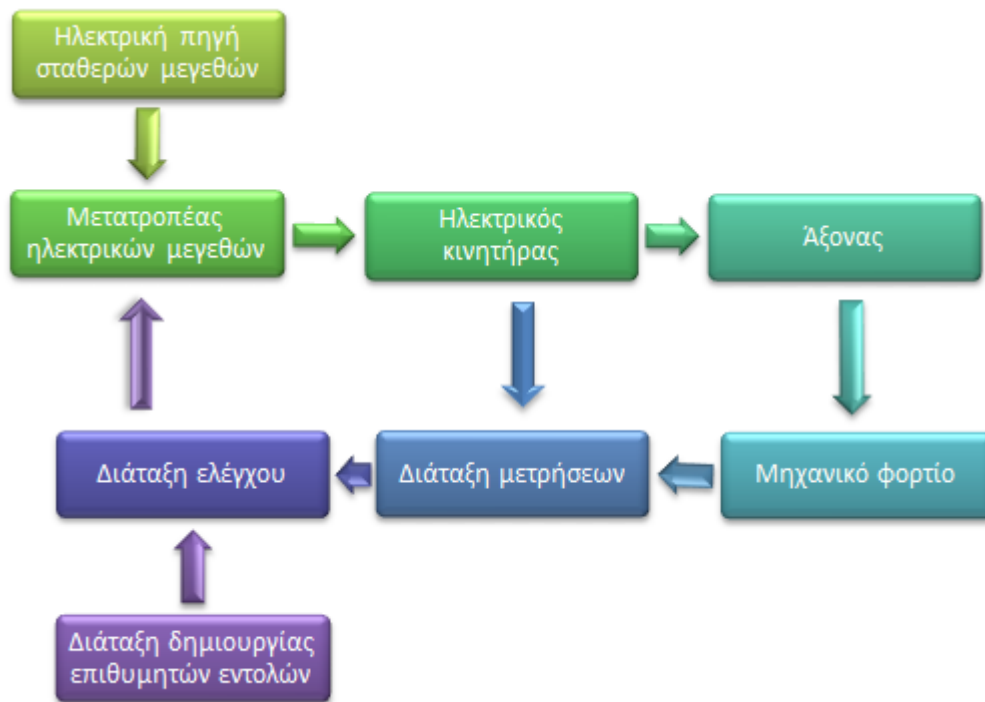 Ηλεκτρική πηγή
σταθερών μεγεθών
Μετατροπέας
ηλεκτρικών μεγεθών
Ηλεκτρικός
κινητήρας
Άξονας
Διάταξη ελέγχου
Διάταξη μετρήσεων
Μηχανικό φορτίο
Διάταξη δημιουργίας
επιθυμητών εντολών